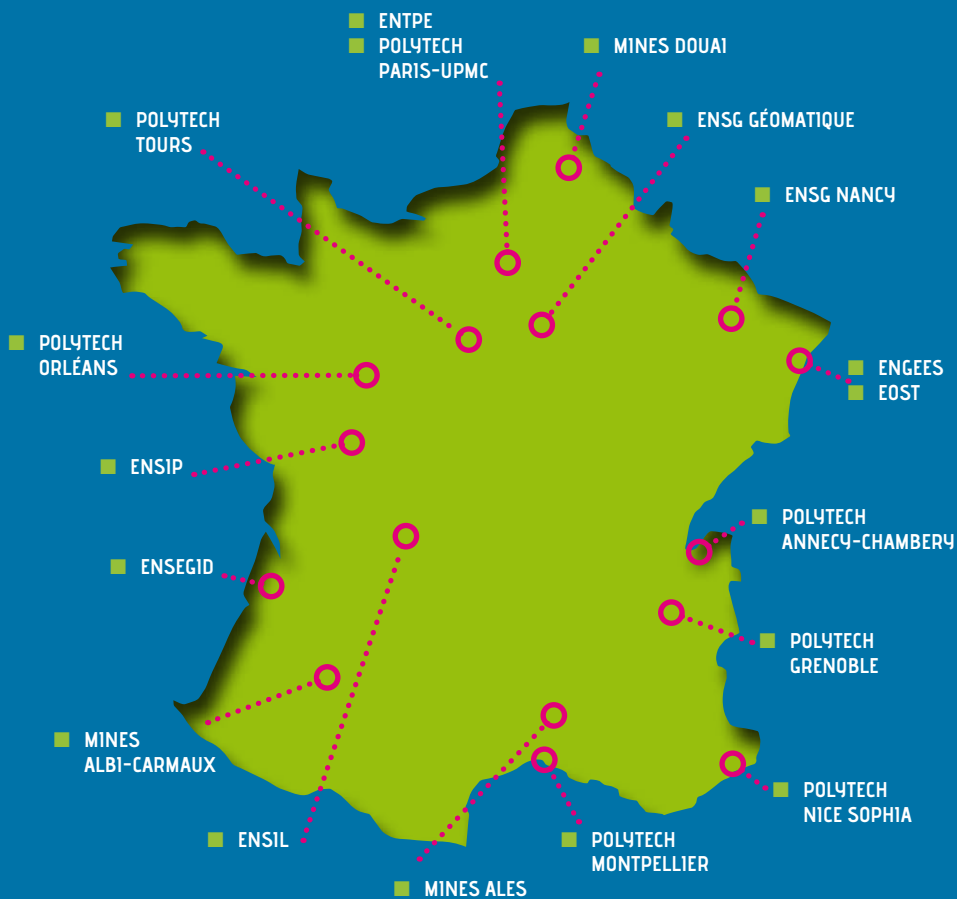 ENTPE
POLYTECH
PARIS-UPMC
MINES DOUAI
POLYTECH
TOURS
ENSG GÉOMATIQUE
ENSG NANCY
POLYTECH
ORLÉANS
ENGEES
EOST
ENSIP
POLYTECH
ANNECY-CHAMBERY
ENSEGID
POLYTECH
GRENOBLE
MINES
ALBI-CARMAUX
POLYTECH
NICE SOPHIA
ENSIL
POLYTECH
MONTPELLIER
MINES ALES